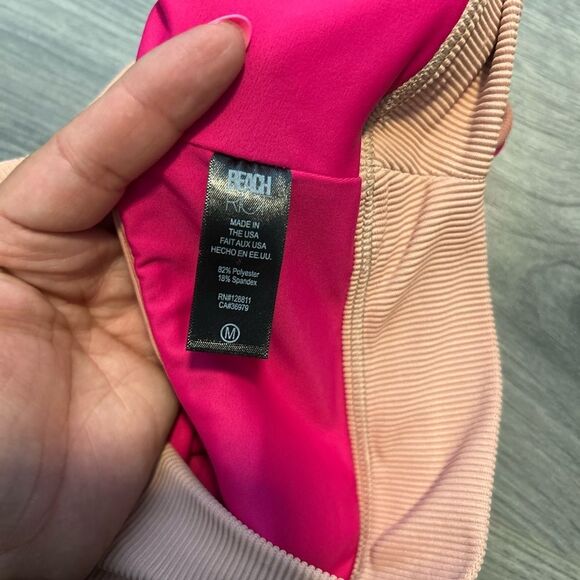 BEACH
RIOT
MADE IN
THE USA
FAIT AUX USA
HECHO EN EE.UU.
82% Polyester
18% Spandex
RN#128811
CA#36979
M